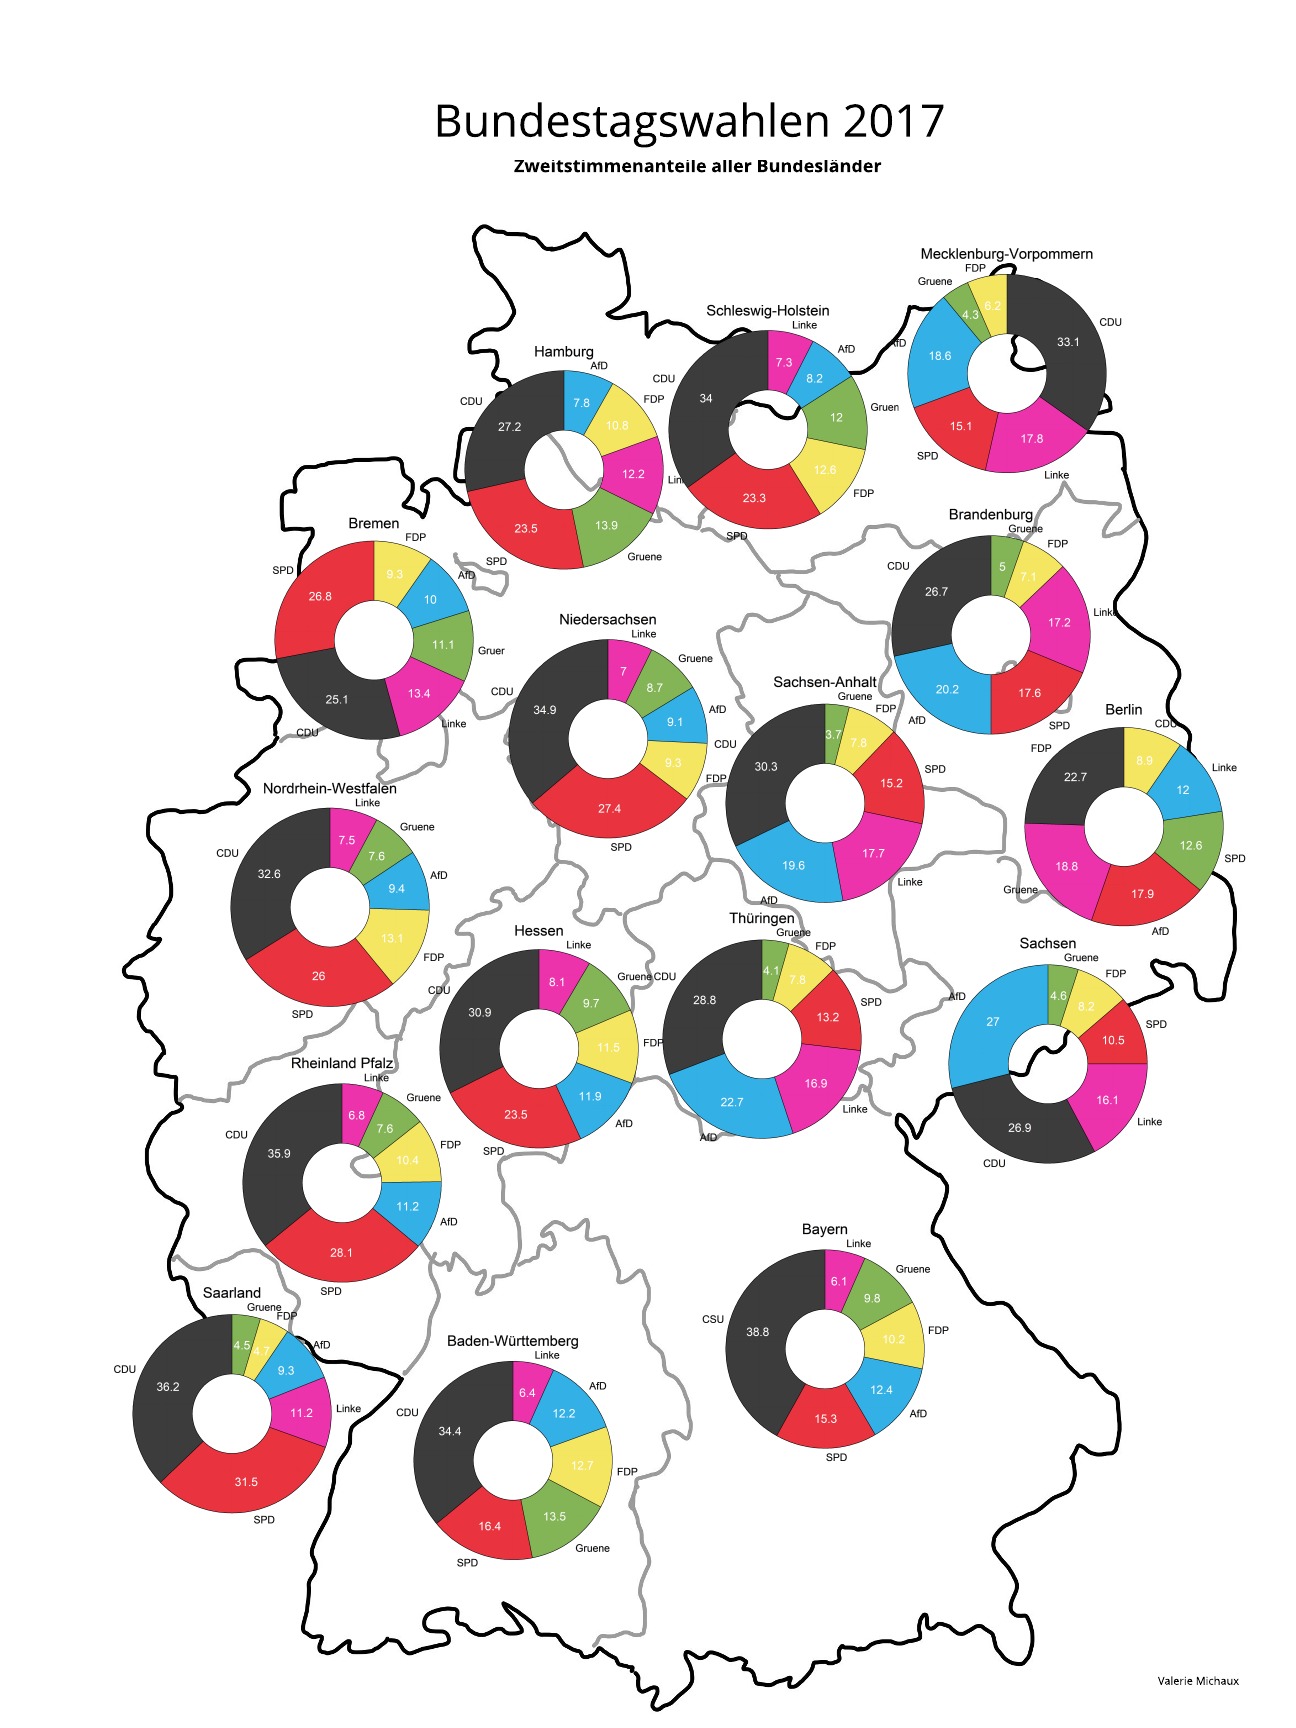 Bundestagswahlen 2017
Zweitstimmenanteile aller Bundesländer
Mecklenburg-Vorpommern
FDP
Gruene
CDU
AfD
SPD
Linke
6.2
4.3
33.1
18.6
15.1
17.8
Schleswig-Holstein
Linke
AfD
CDU
Gruen
FDP
SPD
7.3
8.2
34
12
12.6
23.3
Hamburg
AfD
CDU
FDP
Lin
SPD
Gruene
7.8
10.8
27.2
12.2
23.5
13.9
Brandenburg
Gruene
FDP
CDU
Linke
AfD
SPD
5
7.1
26.7
17.2
20.2
17.6
Bremen
FDP
SPD
AfD
Gruer
Linke
CDU
9.3
10
26.8
11.1
13.4
25.1
Niedersachsen
Linke
Gruene
CDU
AfD
CDU
FDP
SPD
7
8.7
34.9
9.1
9.3
27.4
Sachsen-Anhalt
Gruene
FDP
SPD
Linke
AfD
3.7
7.8
30.3
15.2
19.6
17.7
Berlin
CDU
FDP
Linke
SPD
Gruene
AfD
8.9
22.7
12
12.6
18.8
17.9
Nordrhein-Westfalen
Linke
Gruene
CDU
AfD
FDP
SPD
7.5
7.6
32.6
9.4
13.1
26
Hessen
Linke
Gruene
CDU
FDP
AfD
SPD
8.1
9.7
30.9
11.5
11.9
23.5
Thüringen
Gruene
FDP
CDU
SPD
Linke
AfD
4.1
7.8
28.8
13.2
16.9
22.7
Sachsen
Gruene
FDP
AfD
SPD
Linke
CDU
4.6
8.2
27
10.5
16.1
26.9
Rheinland Pfalz
Linke
Gruene
CDU
FDP
AfD
SPD
6.8
7.6
35.9
10.4
11.2
28.1
Bayern
Linke
Gruene
CSU
FDP
AfD
SPD
6.1
9.8
38.8
10.2
12.4
15.3
Saarland
Gruene
FDP
AfD
CDU
Linke
SPD
4.5
4.7
9.3
36.2
11.2
31.5
Baden-Württemberg
Linke
AfD
CDU
FDP
Gruene
SPD
6.4
12.2
34.4
12.7
13.5
16.4
Valerie Michaux